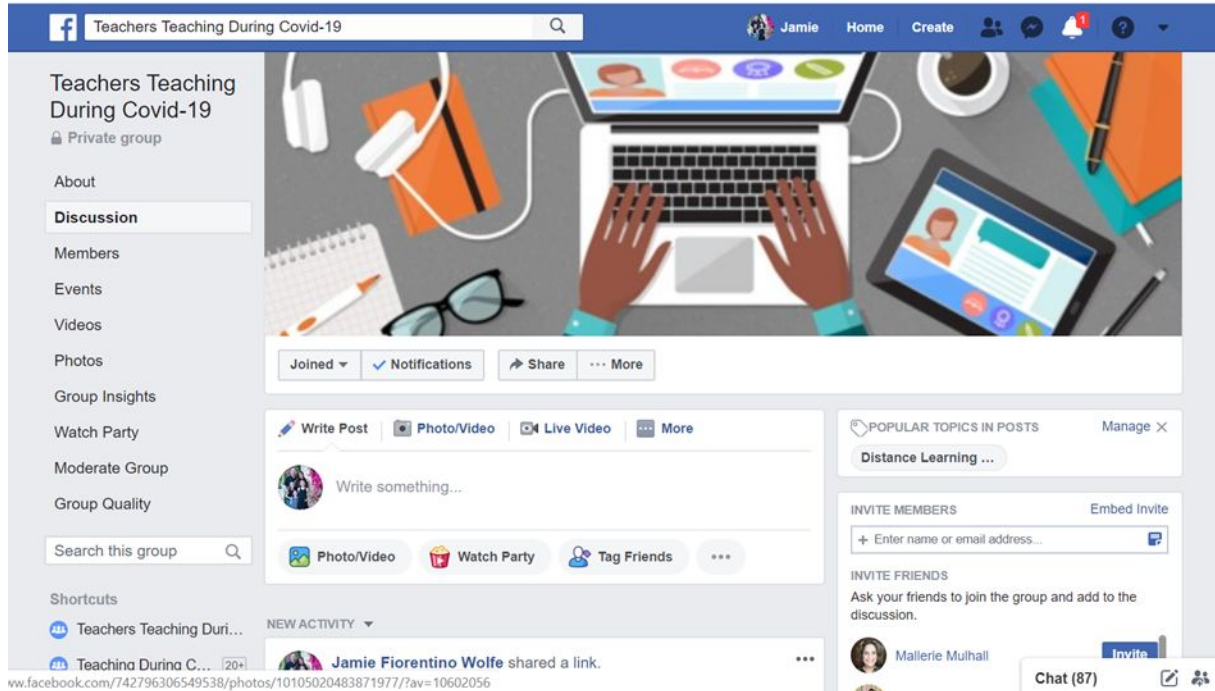 f
Teachers Teaching During Covid-19
Jamie
Home
Create
1
?
Teachers Teaching
During Covid-19
Private group
About
Discussion
Members
Events
Videos
Photos
Group Insights
Watch Party
Moderate Group
Group Quality
Search this group
Shortcuts
Teachers Teaching Duri...
Teaching During C... 20+
Joined
Notifications
Share
More
Write Post
Photo/Video
Live Video
More
Write something...
Photo/Video
Watch Party
Tag Friends
NEW ACTIVITY
Jamie Fiorentino Wolfe shared a link.
POPULAR TOPICS IN POSTS
Manage
Distance Learning ...
INVITE MEMBERS
Embed Invite
+ Enter name or email address...
INVITE FRIENDS
Ask your friends to join the group and add to the
discussion.
Mallerie Mulhall
Invite
Chat (87)
ww.facebook.com/742796306549538/photos/10105020483871977/?av=10602056